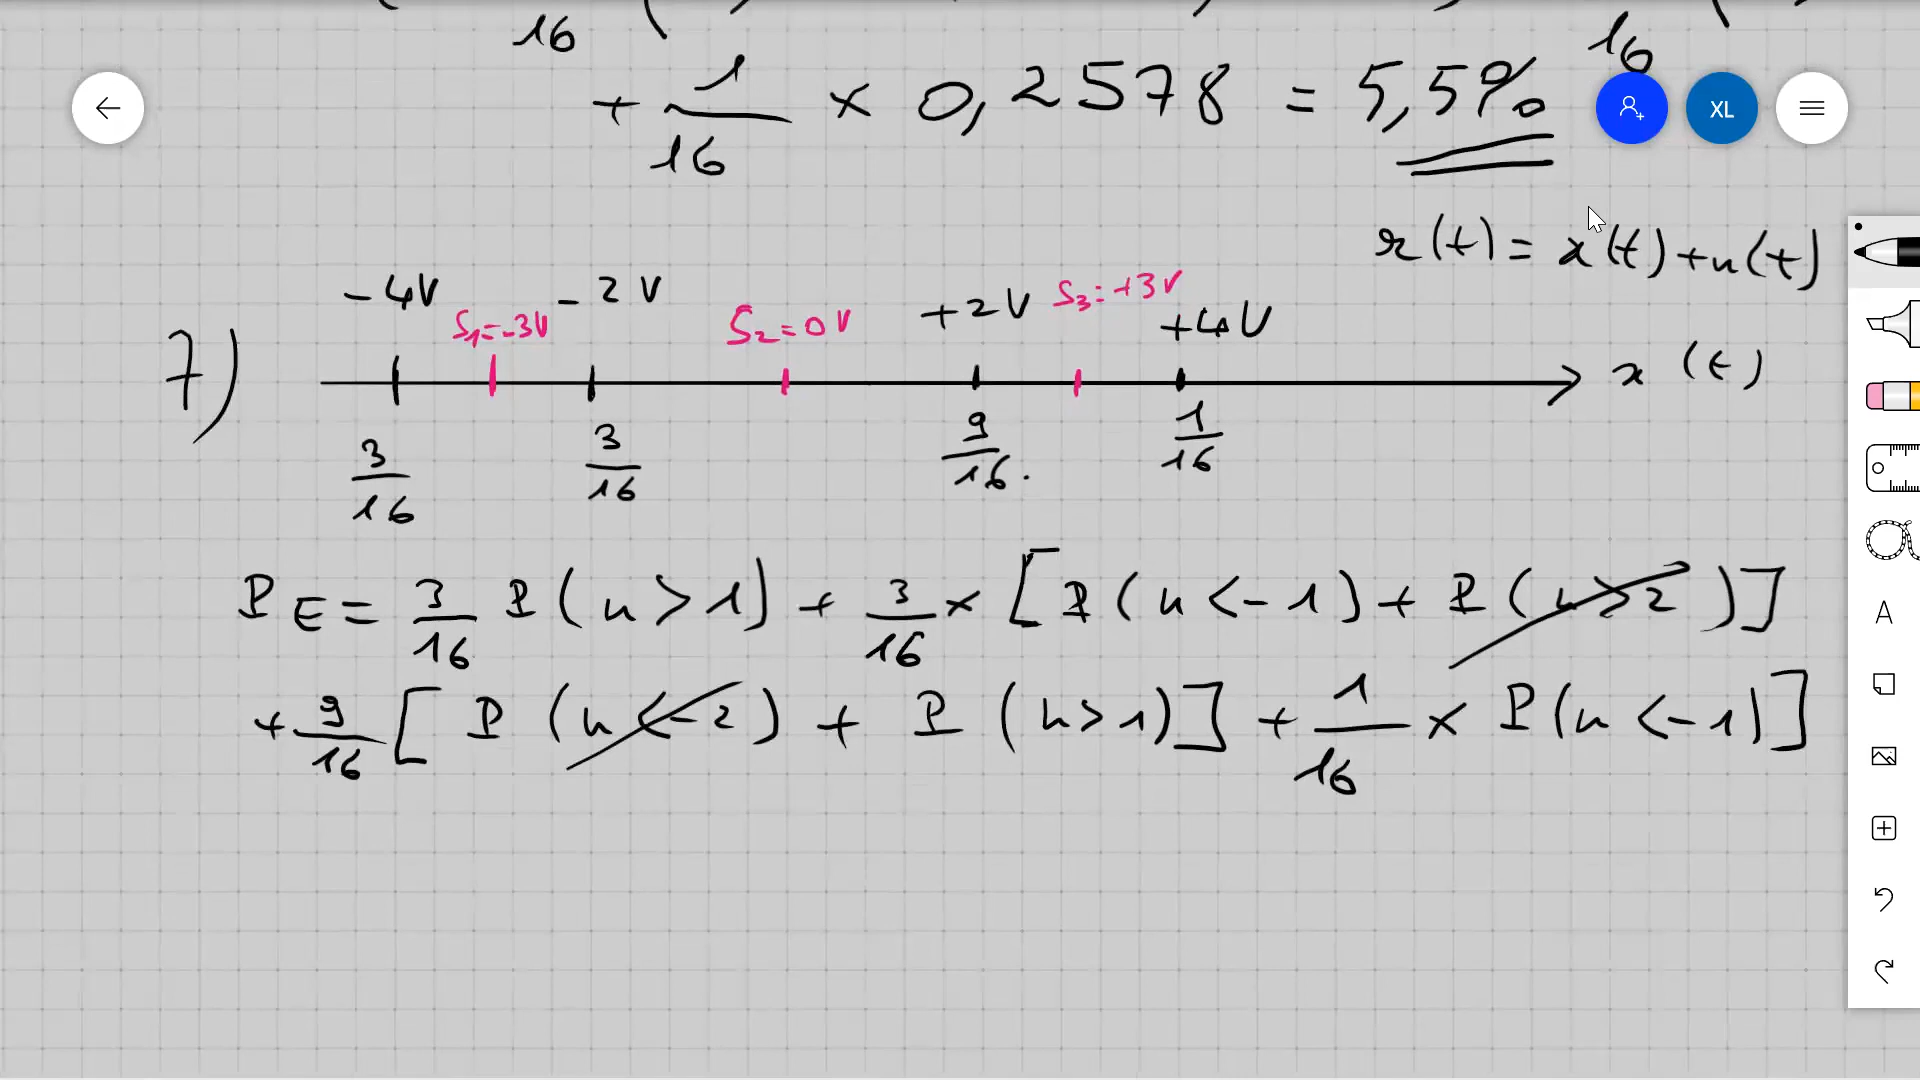 16
16
+ 1/16 × 0,2578 = 5,5%
XL
r(t) = x(t) + n(t)
-4V S1=-3V -2V S2=0V +2V S3=+3V +4V
7) x(t)
3/16 3/16 9/16. 1/16
PE = 3/16 P(n>1) + 3/16 × [P(n<-1) + P(n>2)]
+ 9/16 [P(n<-2) + P(n>1)] + 1/16 × P(n<-1)]
A